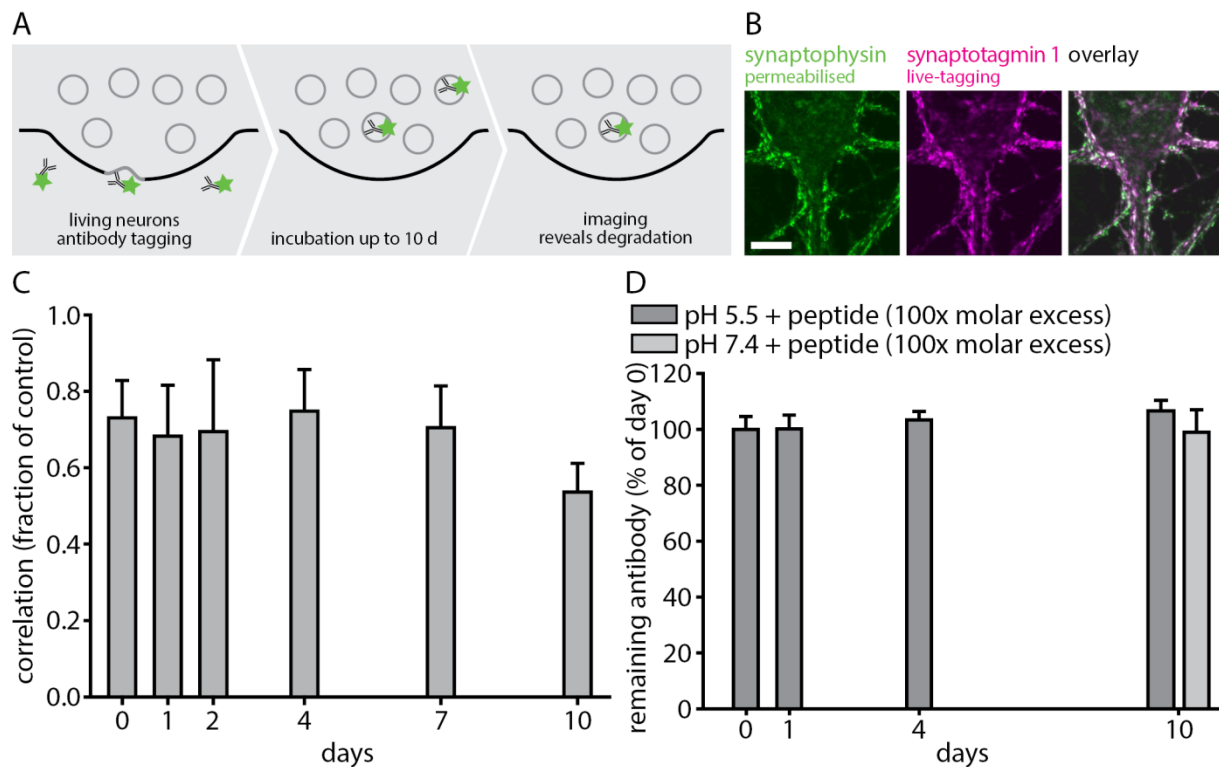 A
living neurons
antibody tagging
incubation up to 10 d
imaging
reveals degradation
B
synaptophysin
permeabilised
synaptotagmin 1
live-tagging
overlay
C
correlation (fraction of control)
1.0
0.8
0.6
0.4
0.2
0.0
0 1 2 4 7 10
days
D
pH 5.5 + peptide (100x molar excess)
pH 7.4 + peptide (100x molar excess)
remaining antibody (% of day 0)
120
100
80
60
40
20
0
0 1 4 10
days